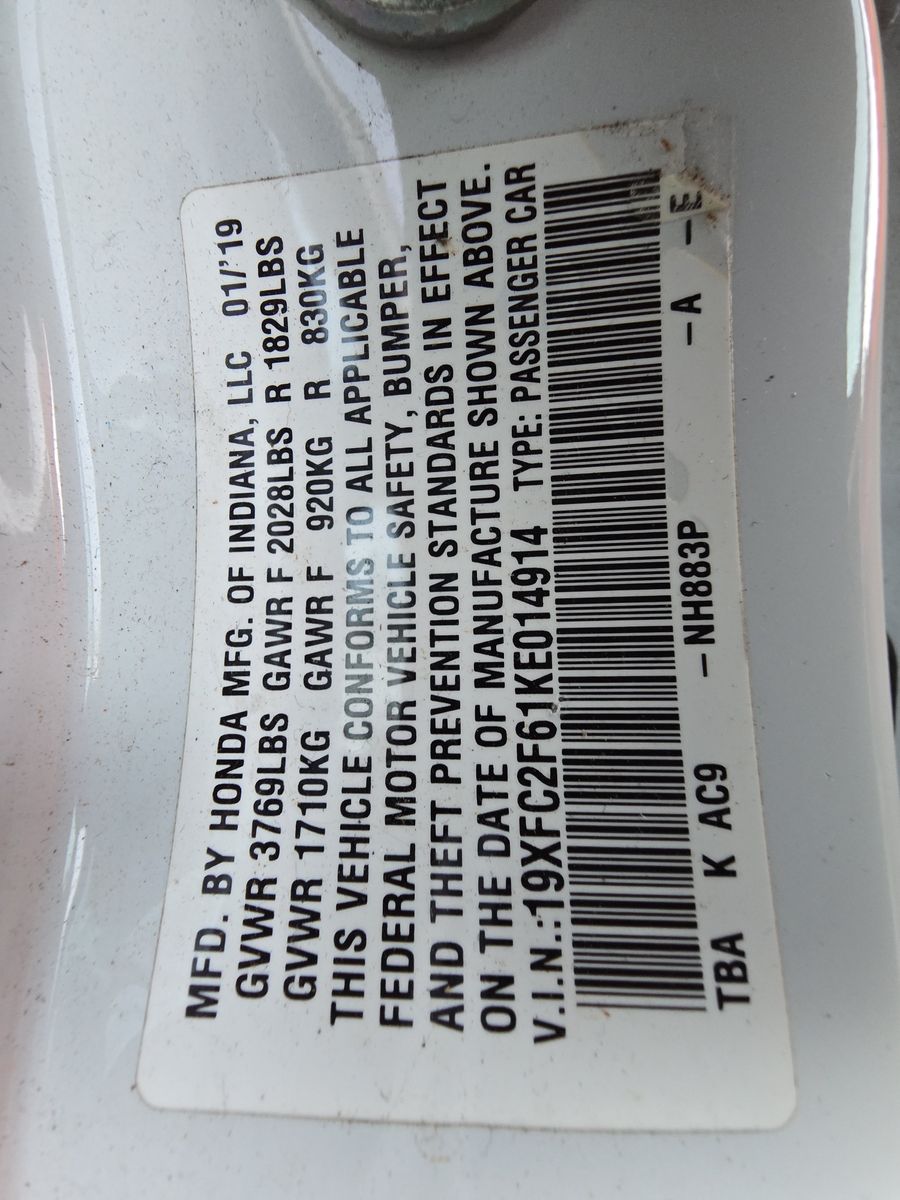 MFD. BY HONDA MFG. OF INDIANA, LLC 01/'19
GVWR 3769LBS GAWR F 2028LBS R 1829LBS
GVWR 1710KG GAWR F 920KG R 830KG
THIS VEHICLE CONFORMS TO ALL APPLICABLE
FEDERAL MOTOR VEHICLE SAFETY, BUMPER,
AND THEFT PREVENTION STANDARDS IN EFFECT
ON THE DATE OF MANUFACTURE SHOWN ABOVE.
V.I.N.:19XFC2F61KE014914 TYPE: PASSENGER CAR
TBA K AC9 –NH883P –A –E